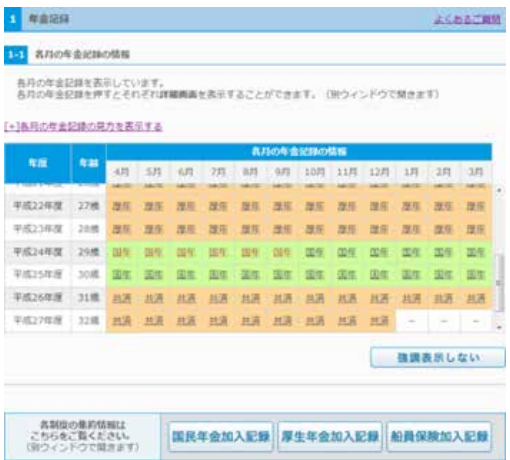 1 年金記録 よくあるご質問
1-1 各月の年金記録の情報
各月の年金記録を表示しています。
各月の年金記録を押すとそれぞれ詳細画面を表示することができます。（別ウィンドウで開きます）
[+]各月の年金記録の見方を表示する
年度 年齢 各月の年金記録の情報
4月 5月 6月 7月 8月 9月 10月 11月 12月 1月 2月 3月
平成22年度 27歳 厚年 厚年 厚年 厚年 厚年 厚年 厚年 厚年 厚年 厚年 厚年 厚年
平成23年度 28歳 厚年 厚年 厚年 厚年 厚年 厚年 厚年 厚年 厚年 厚年 厚年 厚年
平成24年度 29歳 国年 国年 国年 国年 国年 国年 国年 国年 国年 国年 国年 国年
平成25年度 30歳 国年 国年 国年 国年 国年 国年 国年 国年 国年 国年 国年 国年
平成26年度 31歳 共済 共済 共済 共済 共済 共済 共済 共済 共済 共済 共済 共済
平成27年度 32歳 共済 共済 共済 共済 共済 共済 共済 共済 共済 － － －
強調表示しない
各制度の集約情報は
こちらをご覧ください。
（別ウィンドウで開きます）
国民年金加入記録 厚生年金加入記録 船員保険加入記録